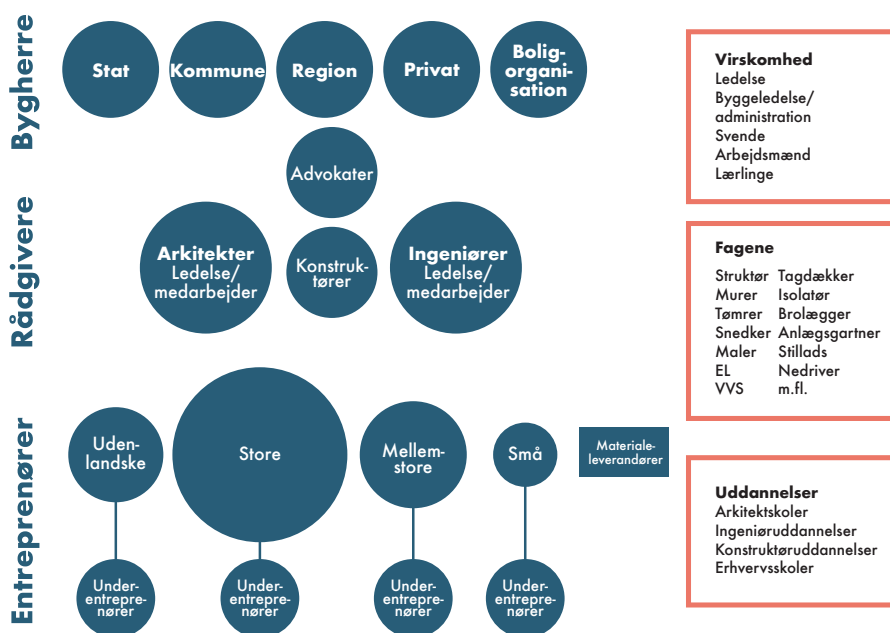 Bygherre
Stat
Kommune
Region
Privat
Bolig-
organi-
sation
Rådgivere
Advokater
Arkitekter
Ledelse/
medarbejder
Konstruk-
tører
Ingeniører
Ledelse/
medarbejder
Entreprenører
Uden-
landske
Store
Mellem-
store
Små
Materiale-
leverandører
Under-
entrepre-
nører
Under-
entrepre-
nører
Under-
entrepre-
nører
Under-
entrepre-
nører
Virskomhed
Ledelse
Byggeledelse/
administration
Svende
Arbejdsmænd
Lærlinge
Fagene
Struktør Tagdækker
Murer Isolatør
Tømrer Brolægger
Snedker Anlægsgartner
Maler Stillads
EL Nedriver
VVS m.fl.
Uddannelser
Arkitektskoler
Ingeniøruddannelser
Konstruktøruddannelser
Erhvervsskoler